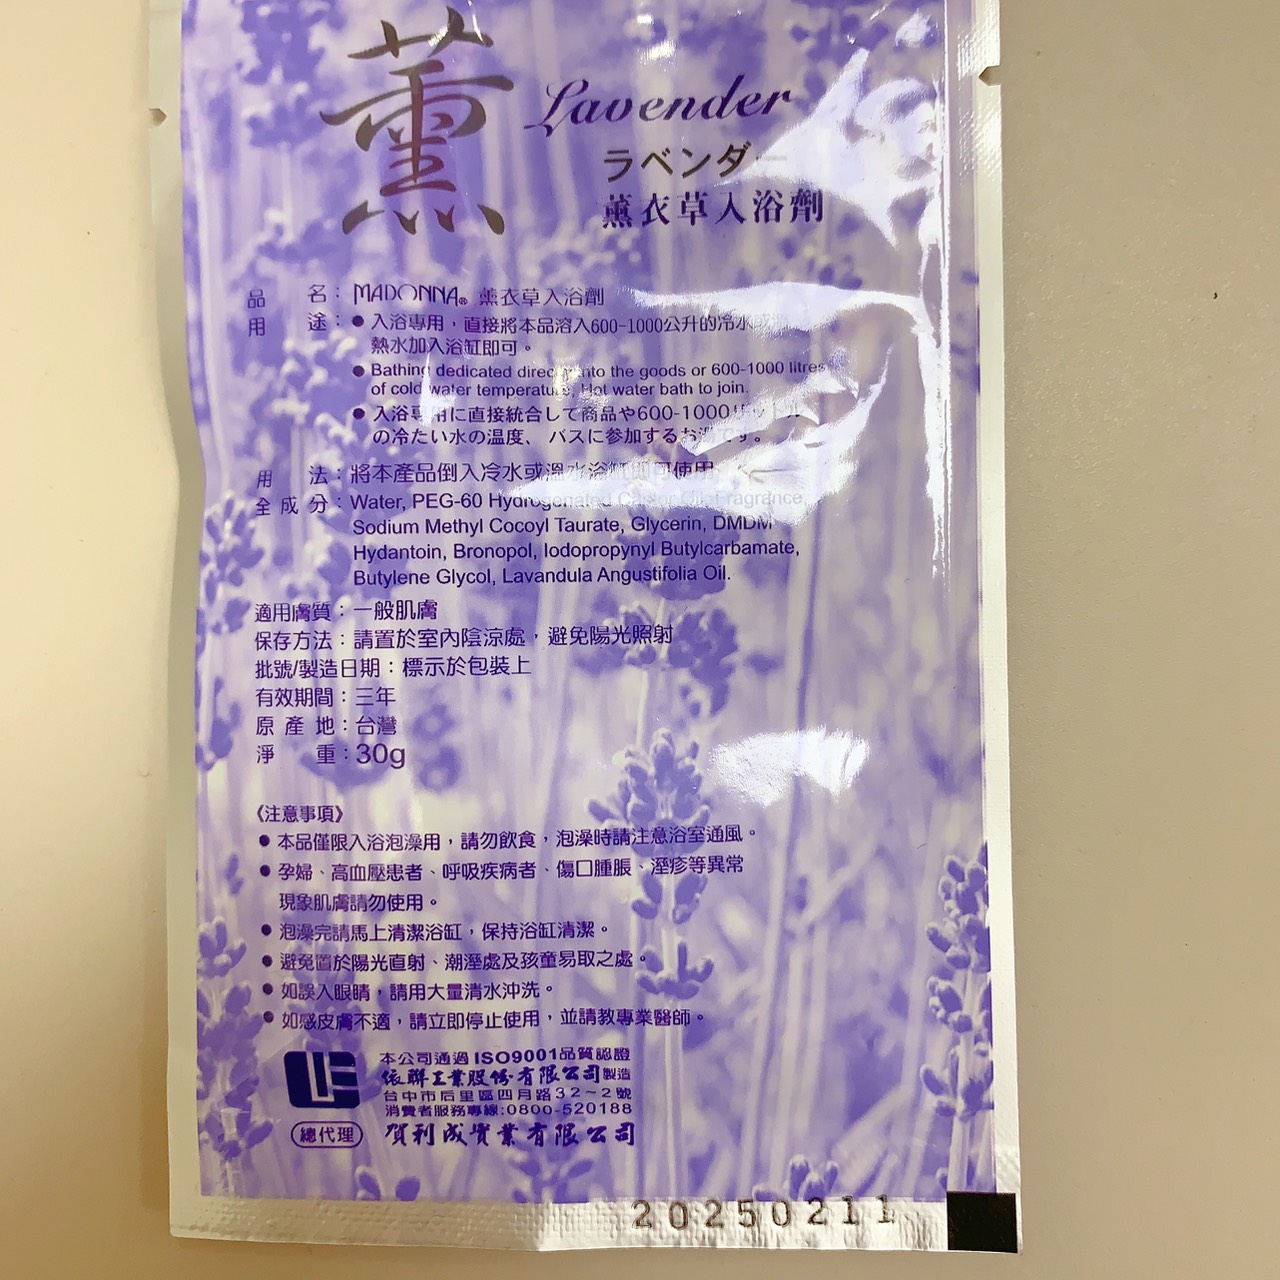 薰
Lavender
ラベンダー
薰衣草入浴劑
品 名：MADONNA® 薰衣草入浴劑
用 途：●入浴專用，直接將本品溶入600-1000公升的冷水或
熱水加入浴缸即可。
●Bathing dedicated direc into the goods or 600-1000 litres
of cold water temperature, Hot water bath to join.
●入浴専用に直接統合して商品や600-1000リットル
の冷たい水の温度、バスに参加するお湯です。
用 法：將本產品倒入冷水或溫水浴缸即可使用
全成分：Water, PEG-60 Hydrogenated Castor Oil, Fragrance,
Sodium Methyl Cocoyl Taurate, Glycerin, DMDM
Hydantoin, Bronopol, Iodopropynyl Butylcarbamate,
Butylene Glycol, Lavandula Angustifolia Oil.
適用膚質：一般肌膚
保存方法：請置於室內陰涼處，避免陽光照射
批號/製造日期：標示於包裝上
有效期間：三年
原產地：台灣
淨 重：30g
《注意事項》
●本品僅限入浴泡澡用，請勿飲食，泡澡時請注意浴室通風。
●孕婦、高血壓患者、呼吸疾病者、傷口腫脹、溼疹等異常
現象肌膚請勿使用。
●泡澡完請馬上清潔浴缸，保持浴缸清潔。
●避免置於陽光直射、潮溼處及孩童易取之處。
●如誤入眼睛，請用大量清水沖洗。
●如感皮膚不適，請立即停止使用，並請教專業醫師。
本公司通過ISO9001品質認證
依聯工業股份有限公司製造
台中市后里區四月路32～2號
消費者服務專線:0800-520188
總代理 賀利成實業有限公司
20250211